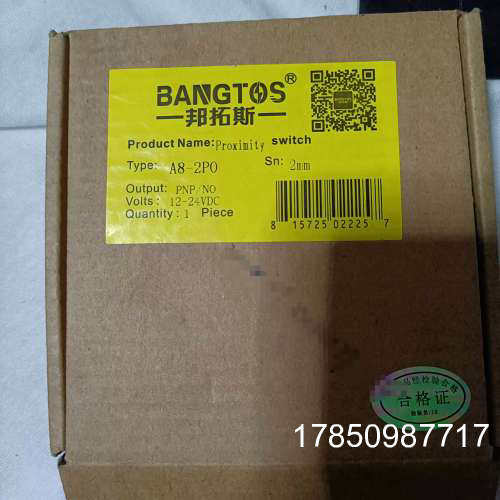 BANGTOS®
邦拓斯
Product Name: Proximity switch
Type: A8-2PO Sn: 2mm
Output: PNP/NO
Volts: 12-24VDC
Quantity: 1 Piece
8 15725 02225 7
合格证
17850987717